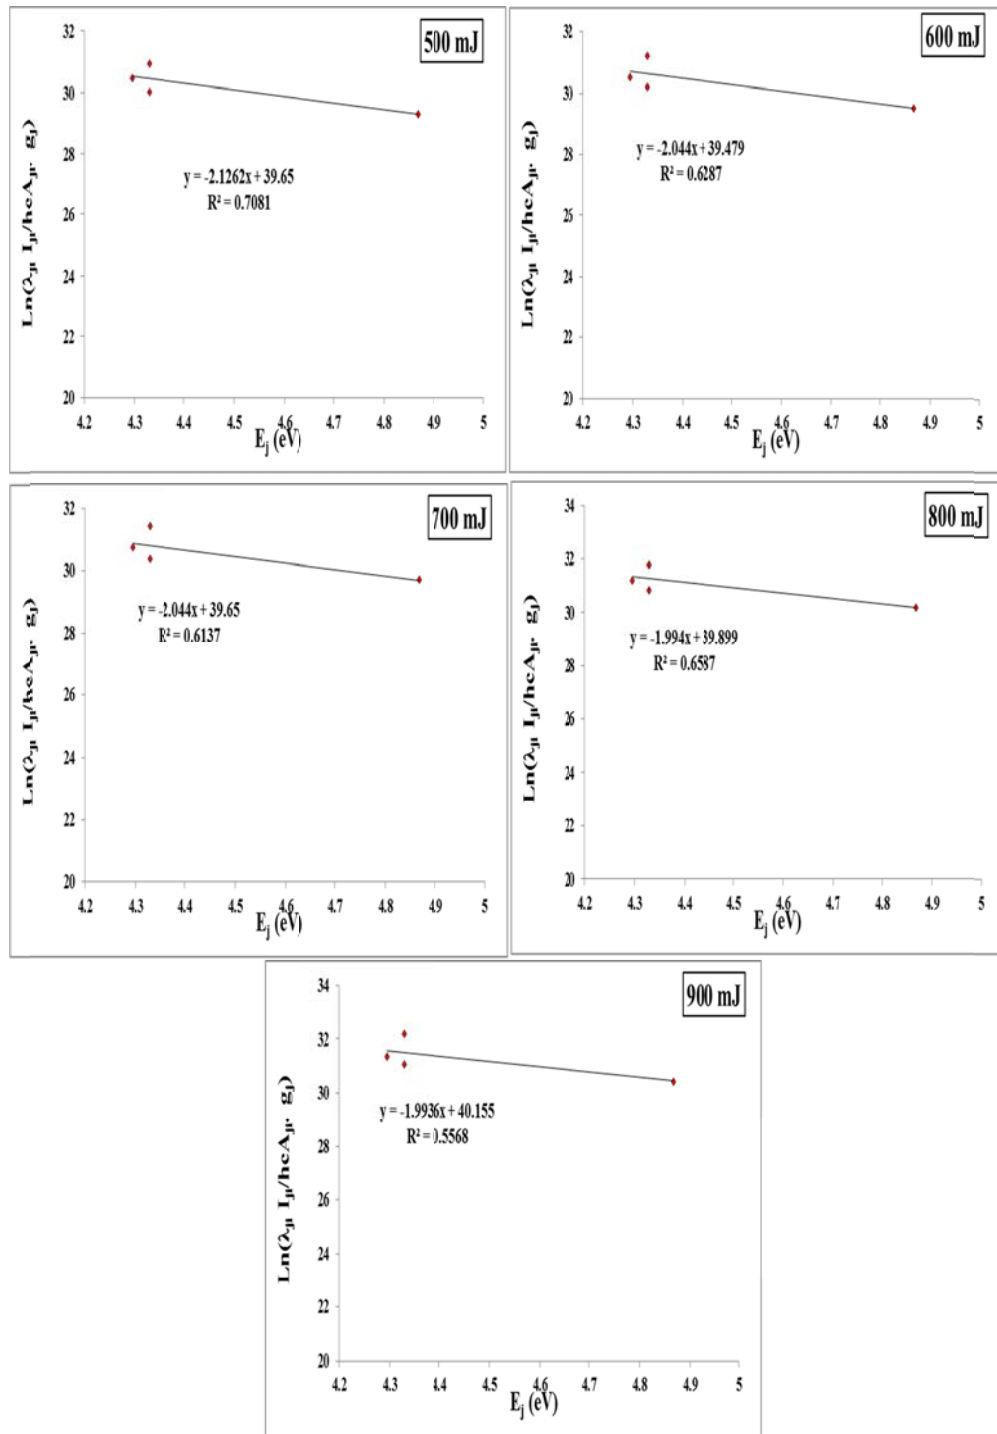 500 mJ
32
30
28
26
24
22
20
Ln(λⱼᵢ Iⱼᵢ/hcAⱼᵢ. gⱼ)
y = -2.1262x + 39.65
R² = 0.7081
4.2 4.3 4.4 4.5 4.6 4.7 4.8 4.9 5
Eⱼ (eV)
600 mJ
32
30
28
26
24
22
20
Ln(λⱼᵢ Iⱼᵢ/hcAⱼᵢ. gⱼ)
y = -2.044x + 39.479
R² = 0.6287
4.2 4.3 4.4 4.5 4.6 4.7 4.8 4.9 5
Eⱼ (eV)
700 mJ
32
30
28
26
24
22
20
Ln(λⱼᵢ Iⱼᵢ/hcAⱼᵢ. gⱼ)
y = -2.044x + 39.65
R² = 0.6137
4.2 4.3 4.4 4.5 4.6 4.7 4.8 4.9 5
Eⱼ (eV)
800 mJ
34
32
30
28
26
24
22
20
Ln(λⱼᵢ Iⱼᵢ/hcAⱼᵢ. gⱼ)
y = -1.994x + 39.899
R² = 0.6587
4.2 4.3 4.4 4.5 4.6 4.7 4.8 4.9 5
Eⱼ (eV)
900 mJ
34
32
30
28
26
24
22
20
Ln(λⱼᵢ Iⱼᵢ/hcAⱼᵢ. gⱼ)
y = -1.9936x + 40.155
R² = 0.5568
4.2 4.3 4.4 4.5 4.6 4.7 4.8 4.9 5
Eⱼ (eV)